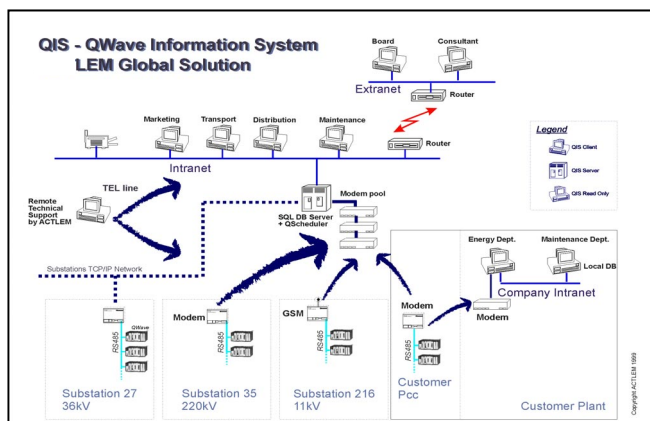 QIS - QWave Information System
LEM Global Solution
Board
Consultant
Extranet
Router
Marketing
Transport
Distribution
Maintenance
Router
Intranet
Legend
QIS Client
QIS Server
QIS Read Only
TEL line
Remote
Technical
Support
by ACTLEM
Modem pool
SQL DB Server
+ QScheduler
Substations TCP/IP Network
Energy Dept.
Maintenance Dept.
Local DB
Company Intranet
Modem
QWave
RS485
Substation 27
36kV
Modem
RS485
Substation 35
220kV
GSM
RS485
Substation 216
11kV
Modem
RS485
Customer
Pcc
Customer Plant
Copyright ACTLEM 1999